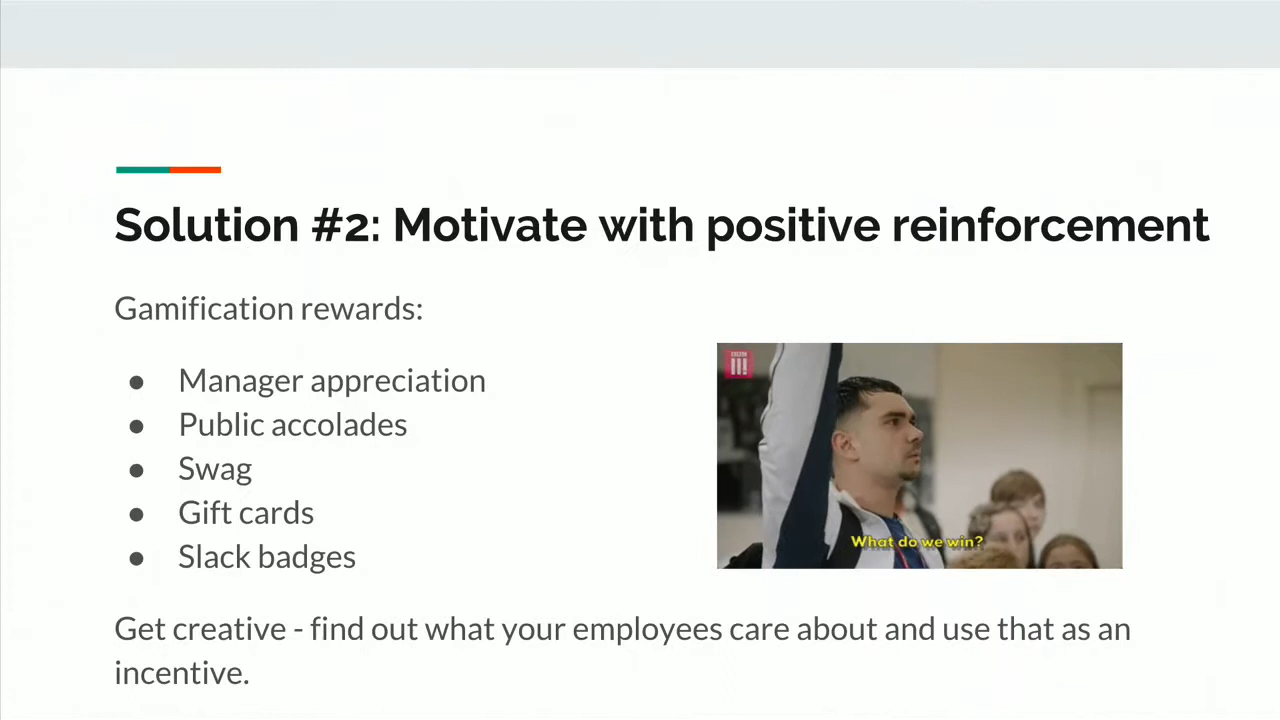 Solution #2: Motivate with positive reinforcement
Gamification rewards:
● Manager appreciation
● Public accolades
● Swag
● Gift cards
● Slack badges
BBC
What do we win?
Get creative - find out what your employees care about and use that as an
incentive.